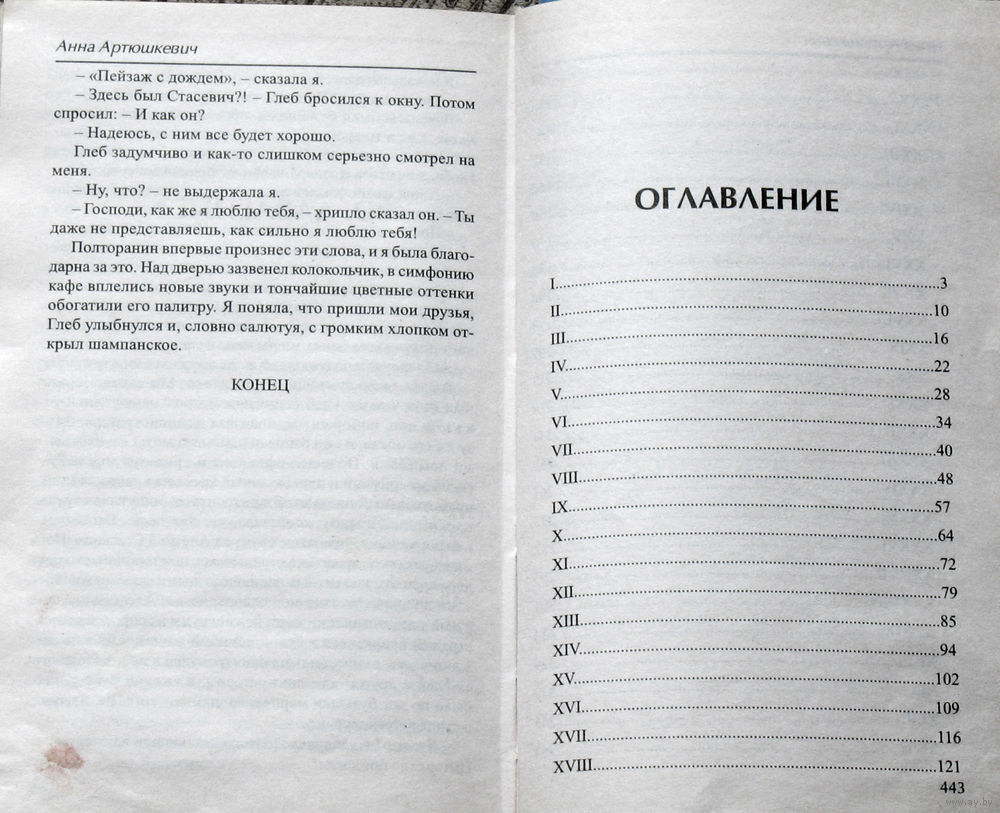 Анна Артюшкевич
– «Пейзаж с дождем», – сказала я.
– Здесь был Стасевич?! – Глеб бросился к окну. Потом
спросил: – И как он?
– Надеюсь, с ним все будет хорошо.
Глеб задумчиво и как-то слишком серьезно смотрел на
меня.
– Ну, что? – не выдержала я.
– Господи, как же я люблю тебя, – хрипло сказал он. – Ты
даже не представляешь, как сильно я люблю тебя!
Полторанин впервые произнес эти слова, и я была благо-
дарна за это. Над дверью зазвенел колокольчик, в симфонию
кафе вплелись новые звуки и тончайшие цветные оттенки
обогатили его палитру. Я поняла, что пришли мои друзья,
Глеб улыбнулся и, словно салютуя, с громким хлопком от-
крыл шампанское.
КОНЕЦ
ОГЛАВЛЕНИЕ
I....................3
II....................10
III....................16
IV....................22
V....................28
VI....................34
VII....................40
VIII....................48
IX....................57
X....................64
XI....................72
XII....................79
XIII....................85
XIV....................94
XV....................102
XVI....................109
XVII....................116
XVIII....................121
443
www.ay.by